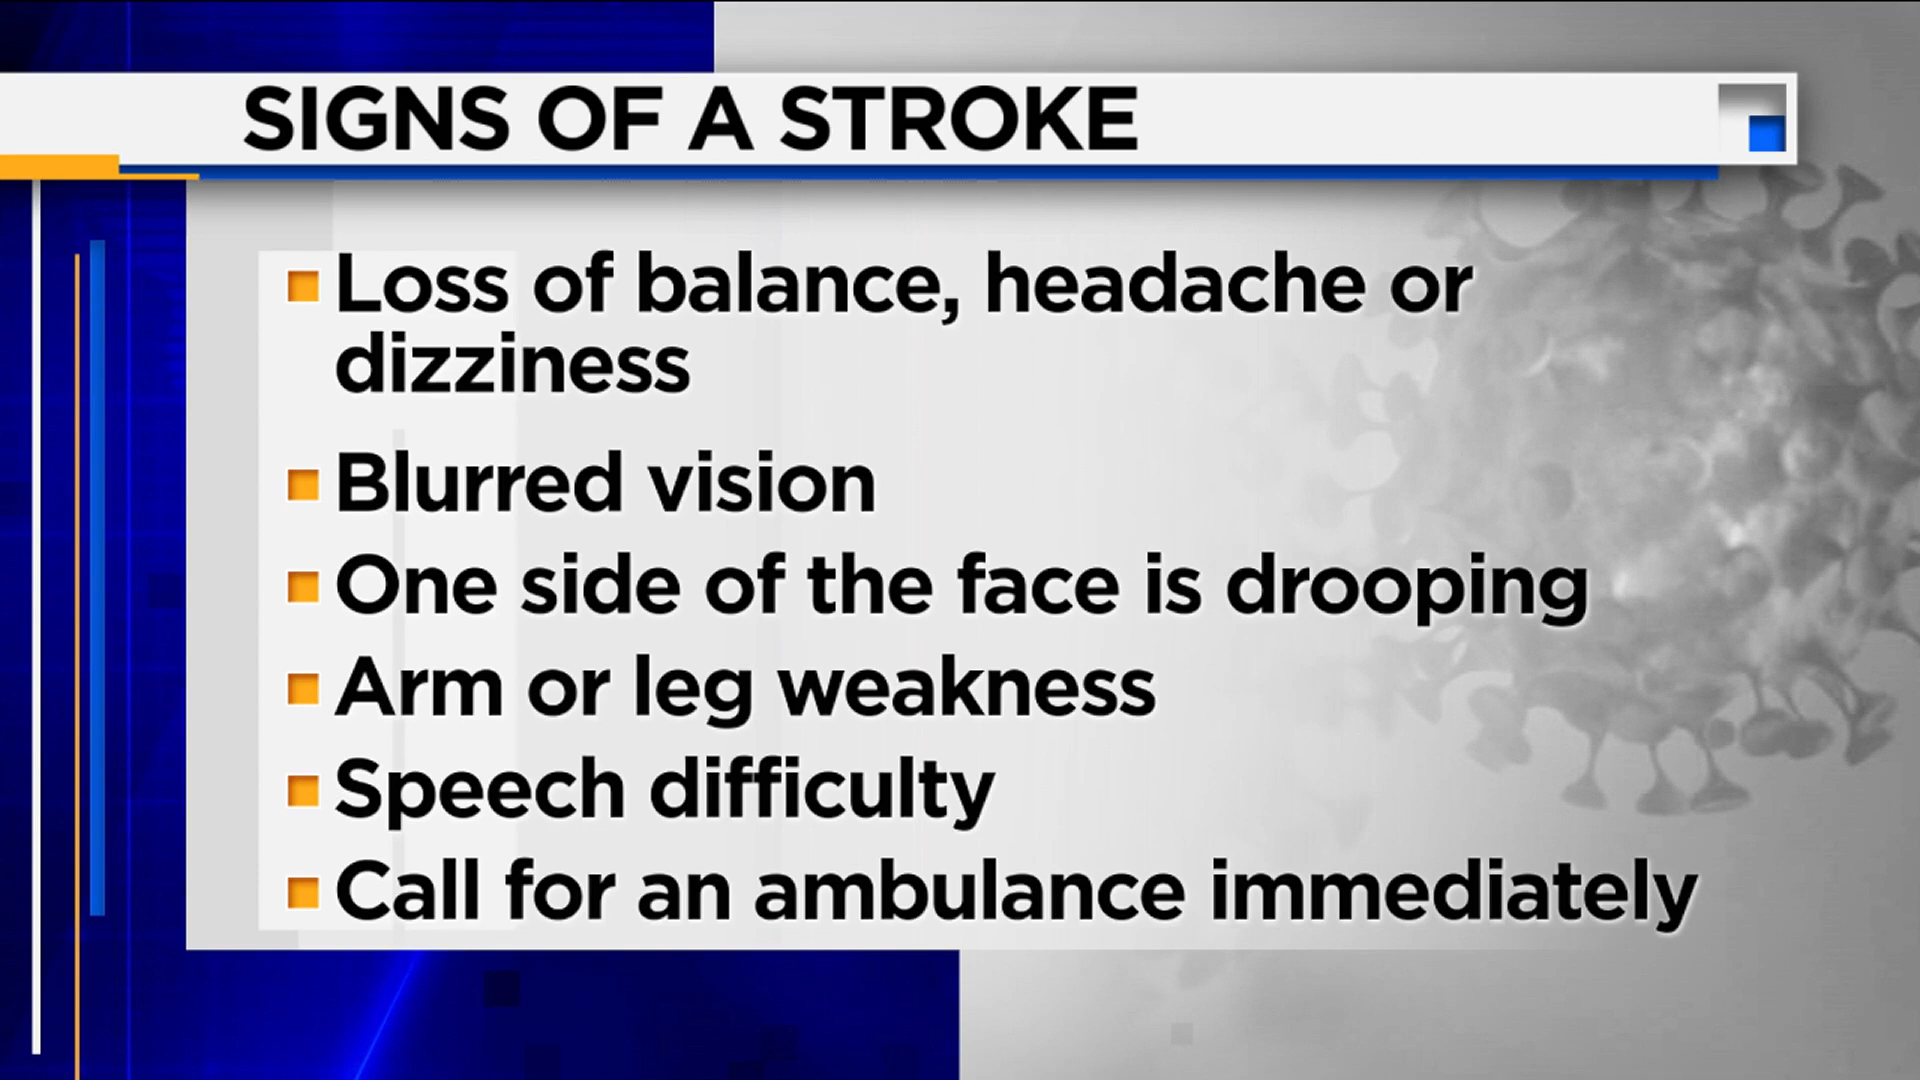 SIGNS OF A STROKE
Loss of balance, headache or
dizziness
Blurred vision
One side of the face is drooping
Arm or leg weakness
Speech difficulty
Call for an ambulance immediately